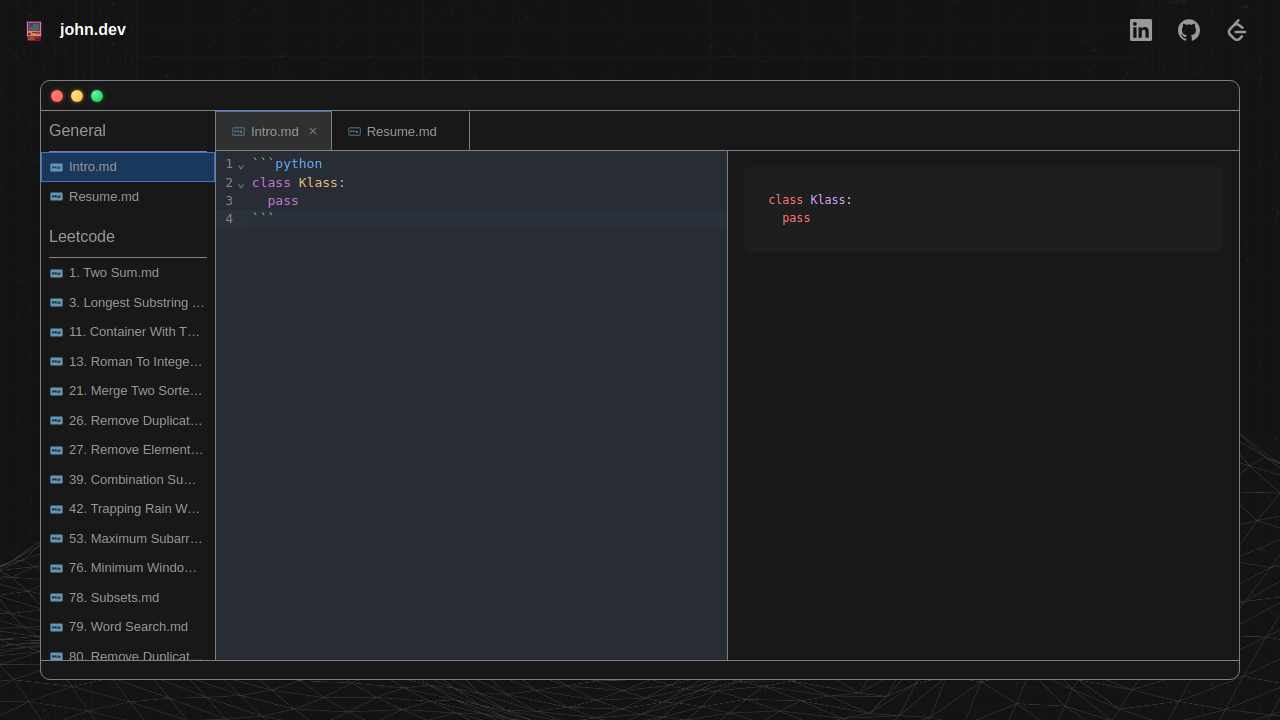 john.dev
General
Intro.md
Resume.md
Leetcode
1. Two Sum.md
3. Longest Substring ...
11. Container With T...
13. Roman To Intege...
21. Merge Two Sorte...
26. Remove Duplicat...
27. Remove Element...
39. Combination Su...
42. Trapping Rain W...
53. Maximum Subarr...
76. Minimum Windo...
78. Subsets.md
79. Word Search.md
80. Remove Duplicat...
Intro.md × Resume.md
1 ```python
2 class Klass:
3   pass
4 ```
class Klass:
  pass